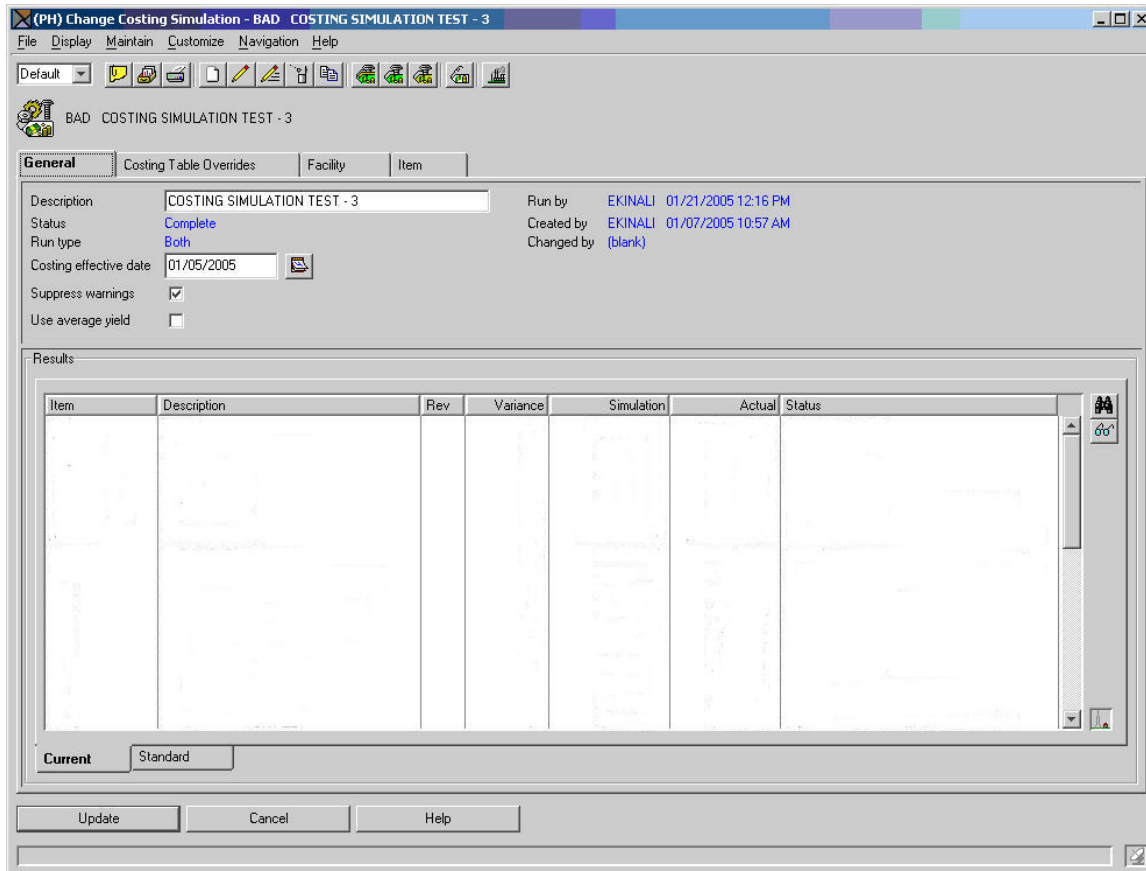 (PH) Change Costing Simulation - BAD COSTING SIMULATION TEST - 3
File Display Maintain Customize Navigation Help
Default
BAD COSTING SIMULATION TEST - 3
General Costing Table Overrides Facility Item
Description COSTING SIMULATION TEST - 3 Run by EKINALI 01/21/2005 12:16 PM
Status Complete Created by EKINALI 01/07/2005 10:57 AM
Run type Both Changed by (blank)
Costing effective date 01/05/2005
Suppress warnings
Use average yield
Results
Item Description Rev Variance Simulation Actual Status
Current Standard
Update Cancel Help